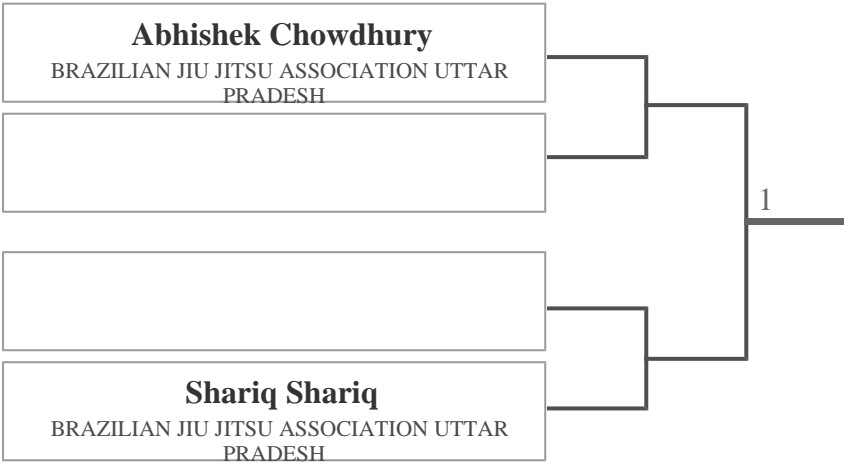 Abhishek Chowdhury
BRAZILIAN JIU JITSU ASSOCIATION UTTAR
PRADESH
1
Shariq Shariq
BRAZILIAN JIU JITSU ASSOCIATION UTTAR
PRADESH